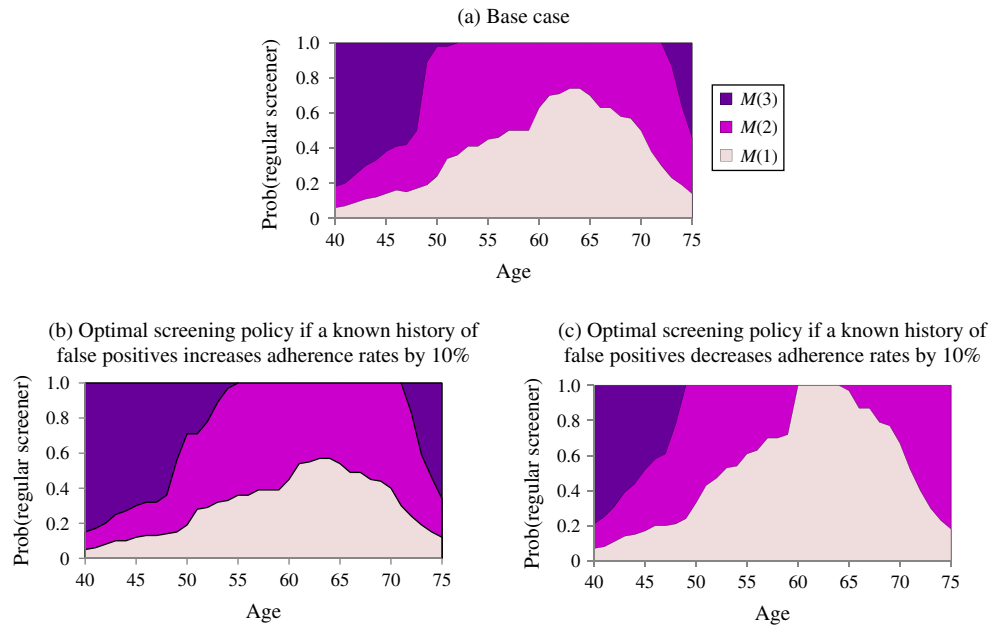 (a) Base case
Prob(regular screener)
1.0
0.8
0.6
0.4
0.2
0
40 45 50 55 60 65 70 75
Age
M(3)
M(2)
M(1)
(b) Optimal screening policy if a known history of
false positives increases adherence rates by 10%
Prob(regular screener)
1.0
0.8
0.6
0.4
0.2
0
40 45 50 55 60 65 70 75
Age
(c) Optimal screening policy if a known history of
false positives decreases adherence rates by 10%
Prob(regular screener)
1.0
0.8
0.6
0.4
0.2
0
40 45 50 55 60 65 70 75
Age